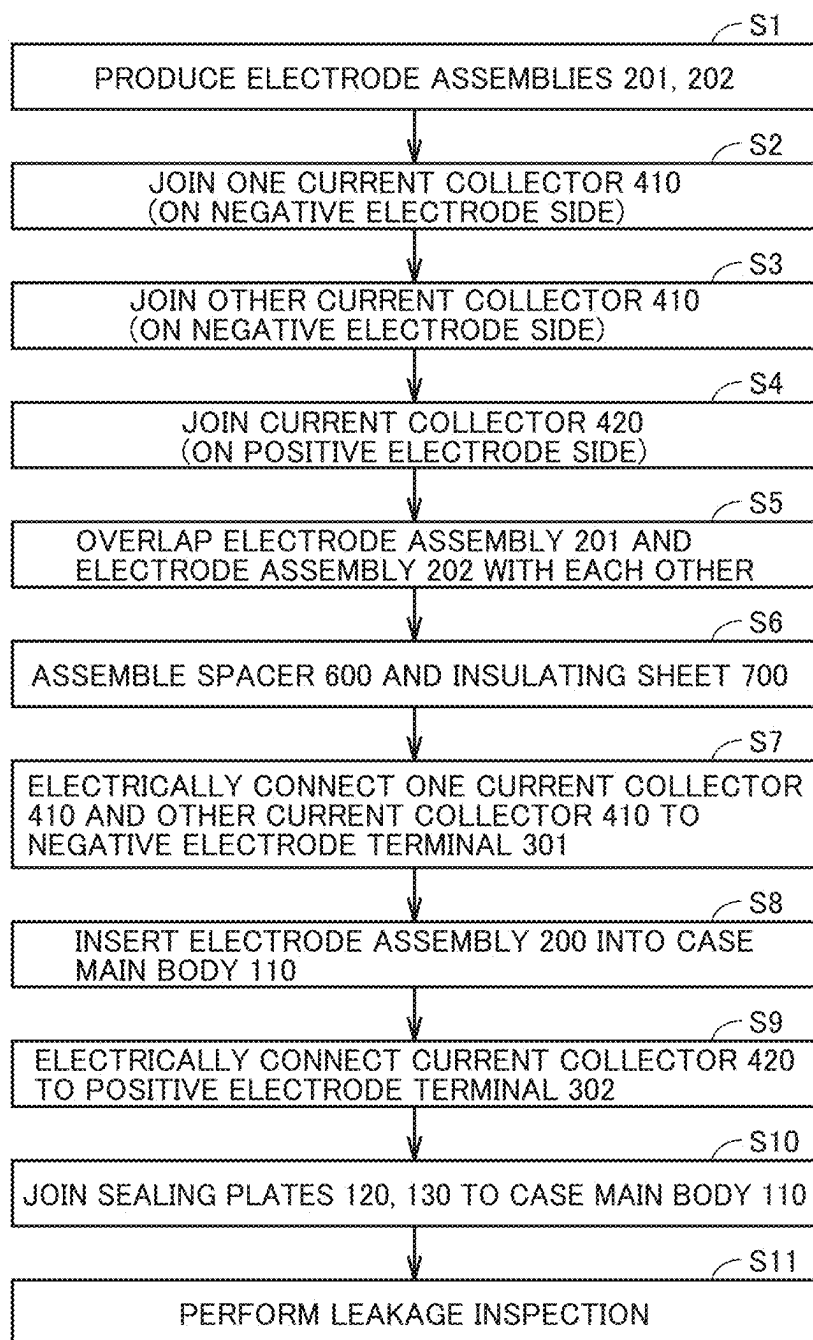 S1
PRODUCE ELECTRODE ASSEMBLIES 201, 202
S2
JOIN ONE CURRENT COLLECTOR 410
(ON NEGATIVE ELECTRODE SIDE)
S3
JOIN OTHER CURRENT COLLECTOR 410
(ON NEGATIVE ELECTRODE SIDE)
S4
JOIN CURRENT COLLECTOR 420
(ON POSITIVE ELECTRODE SIDE)
S5
OVERLAP ELECTRODE ASSEMBLY 201 AND
ELECTRODE ASSEMBLY 202 WITH EACH OTHER
S6
ASSEMBLE SPACER 600 AND INSULATING SHEET 700
S7
ELECTRICALLY CONNECT ONE CURRENT COLLECTOR
410 AND OTHER CURRENT COLLECTOR 410 TO
NEGATIVE ELECTRODE TERMINAL 301
S8
INSERT ELECTRODE ASSEMBLY 200 INTO CASE
MAIN BODY 110
S9
ELECTRICALLY CONNECT CURRENT COLLECTOR 420
TO POSITIVE ELECTRODE TERMINAL 302
S10
JOIN SEALING PLATES 120, 130 TO CASE MAIN BODY 110
S11
PERFORM LEAKAGE INSPECTION